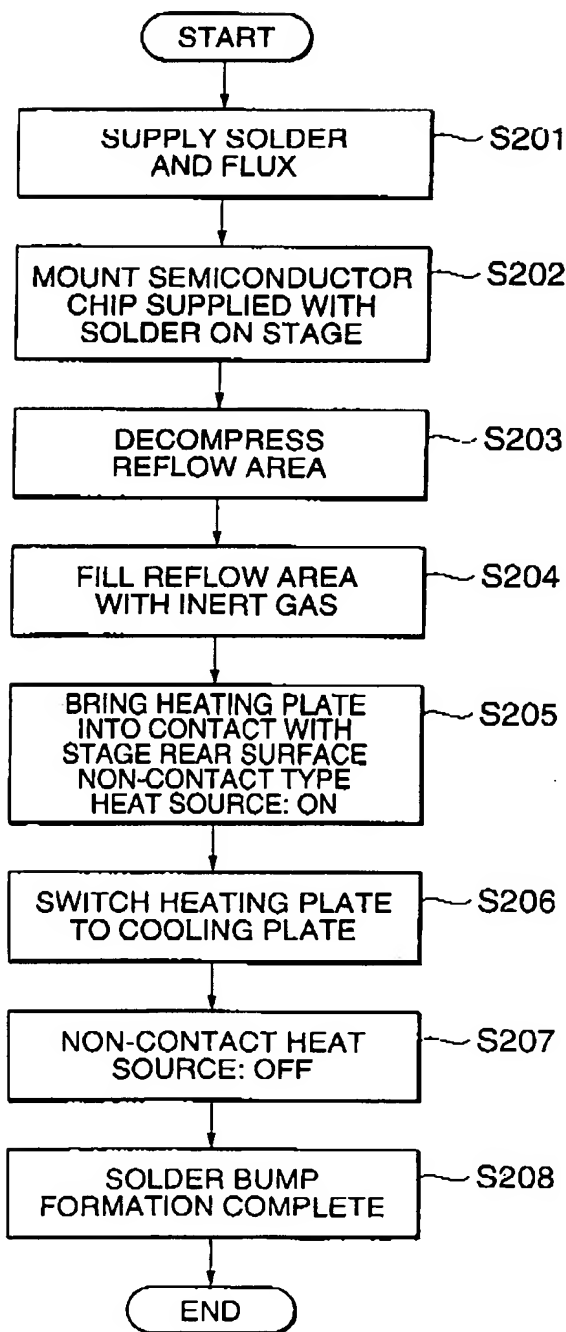 START
SUPPLY SOLDER
AND FLUX
S201
MOUNT SEMICONDUCTOR
CHIP SUPPLIED WITH
SOLDER ON STAGE
S202
DECOMPRESS
REFLOW AREA
S203
FILL REFLOW AREA
WITH INERT GAS
S204
BRING HEATING PLATE
INTO CONTACT WITH
STAGE REAR SURFACE
NON-CONTACT TYPE
HEAT SOURCE: ON
S205
SWITCH HEATING PLATE
TO COOLING PLATE
S206
NON-CONTACT HEAT
SOURCE: OFF
S207
SOLDER BUMP
FORMATION COMPLETE
S208
END